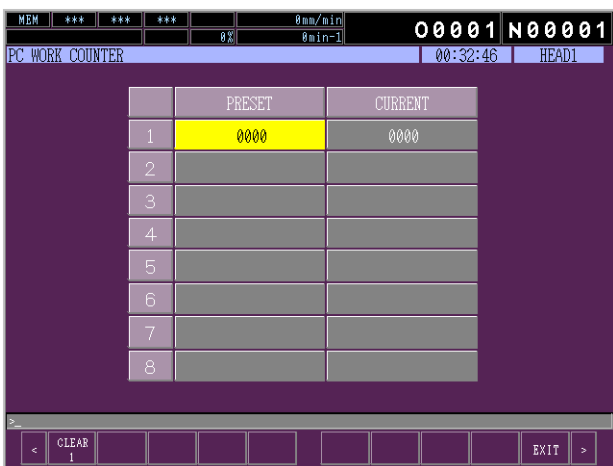 MEM *** *** *** 0mm/min
0% 0min-1
O0001 N00001
PC WORK COUNTER 00:32:46 HEAD1
PRESET CURRENT
1 0000 0000
2
3
4
5
6
7
8
>_
< CLEAR 1 EXIT >